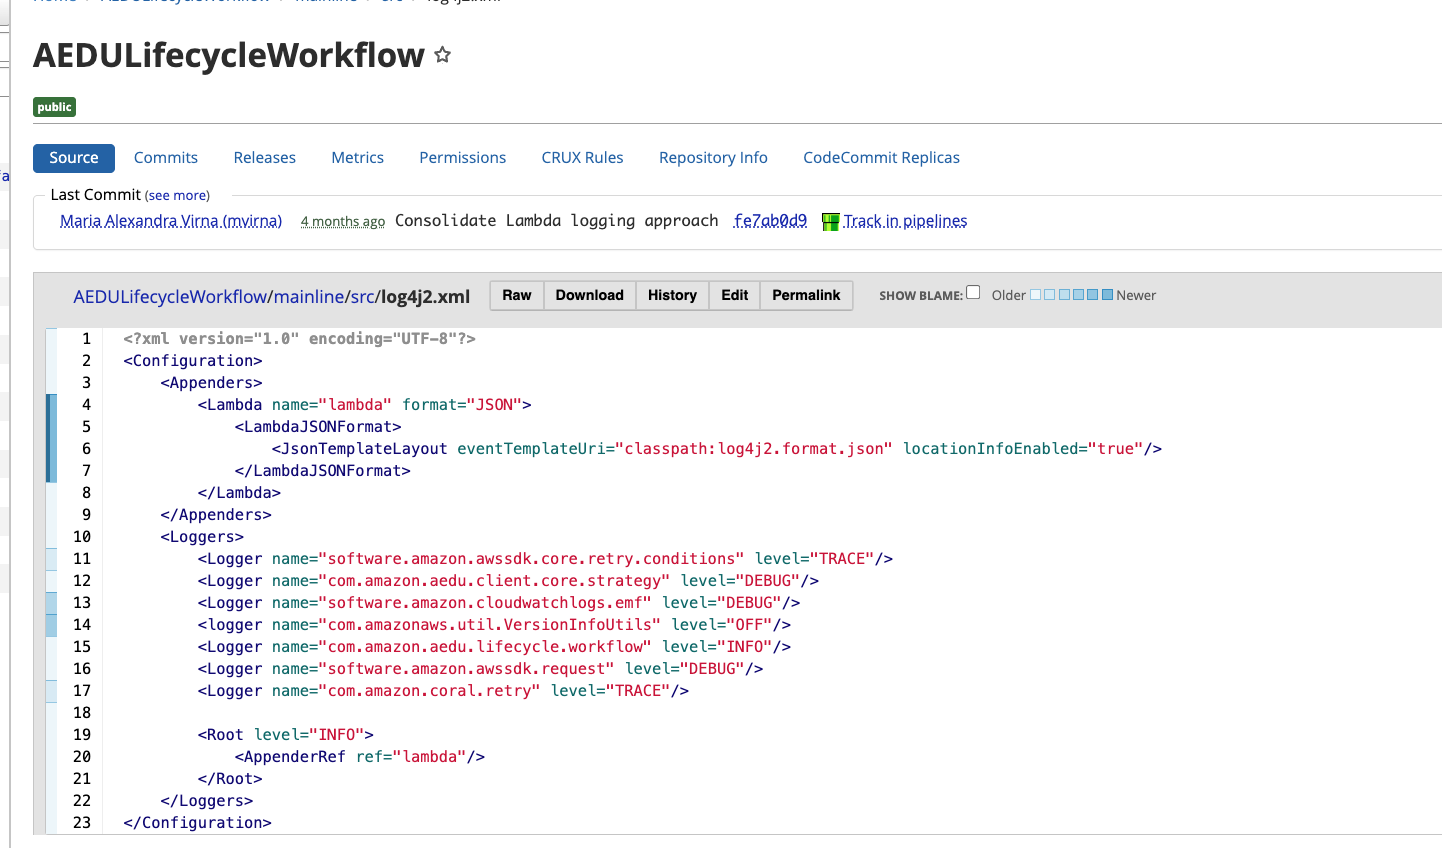 Home AEDULifecycleWorkflow mainline src log4j2.xml
AEDULifecycleWorkflow
public
Source Commits Releases Metrics Permissions CRUX Rules Repository Info CodeCommit Replicas
Last Commit (see more)
Maria Alexandra Virna (mvirna) 4 months ago Consolidate Lambda logging approach fe7ab0d9 Track in pipelines
AEDULifecycleWorkflow/mainline/src/log4j2.xml Raw Download History Edit Permalink SHOW BLAME: Older Newer
1 <?xml version="1.0" encoding="UTF-8"?>
2 <Configuration>
3 <Appenders>
4 <Lambda name="lambda" format="JSON">
5 <LambdaJSONFormat>
6 <JsonTemplateLayout eventTemplateUri="classpath:log4j2.format.json" locationInfoEnabled="true"/>
7 </LambdaJSONFormat>
8 </Lambda>
9 </Appenders>
10 <Loggers>
11 <Logger name="software.amazon.awssdk.core.retry.conditions" level="TRACE"/>
12 <Logger name="com.amazon.aedu.client.core.strategy" level="DEBUG"/>
13 <Logger name="software.amazon.cloudwatchlogs.emf" level="DEBUG"/>
14 <logger name="com.amazonaws.util.VersionInfoUtils" level="OFF"/>
15 <Logger name="com.amazon.aedu.lifecycle.workflow" level="INFO"/>
16 <Logger name="software.amazon.awssdk.request" level="DEBUG"/>
17 <Logger name="com.amazon.coral.retry" level="TRACE"/>
18
19 <Root level="INFO">
20 <AppenderRef ref="lambda"/>
21 </Root>
22 </Loggers>
23 </Configuration>